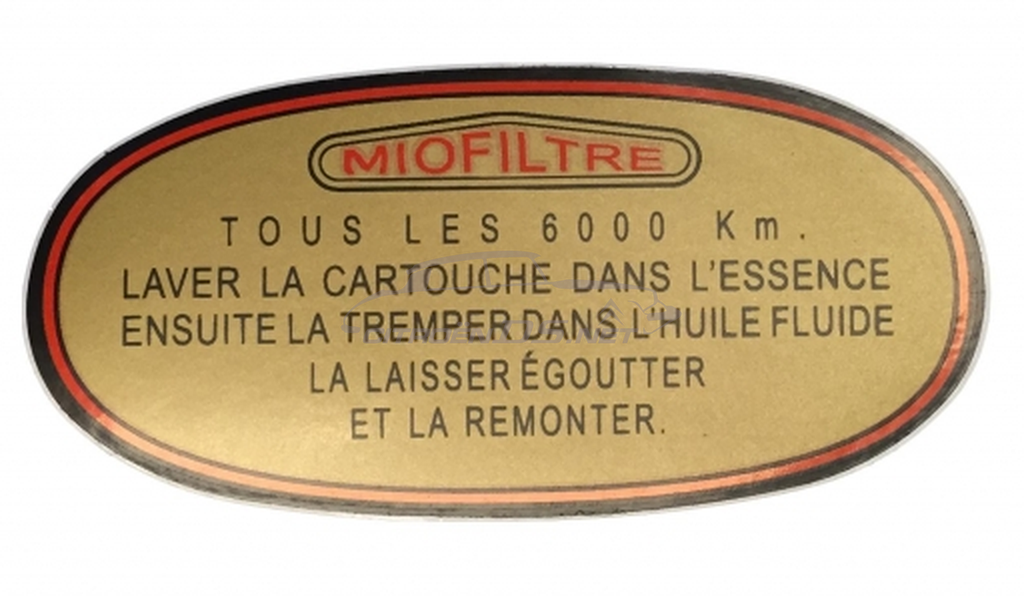 MIOFILTRE
TOUS LES 6000 Km.
LAVER LA CARTOUCHE DANS L'ESSENCE
ENSUITE LA TREMPER DANS L'HUILE FLUIDE
LA LAISSER ÉGOUTTER
ET LA REMONTER.